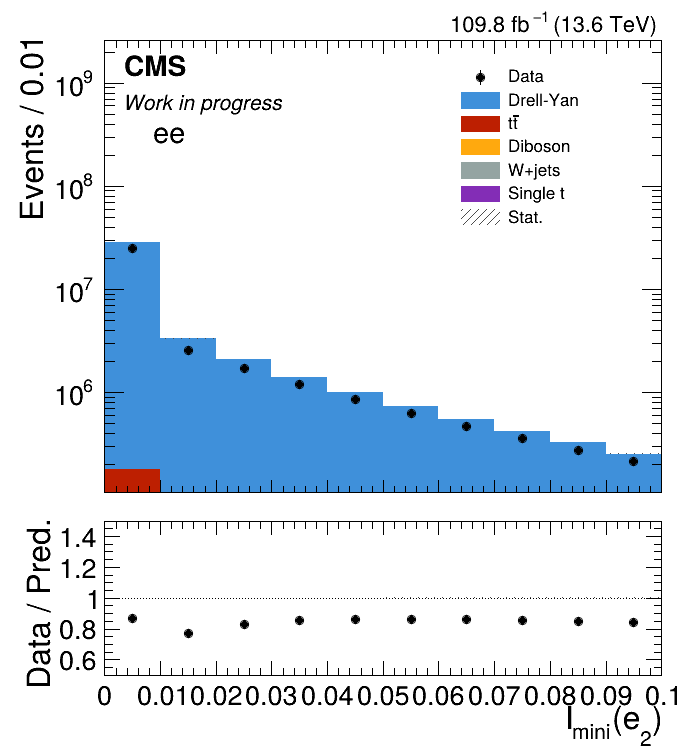 109.8 fb⁻¹ (13.6 TeV)
CMS
Work in progress
ee
Data
Drell-Yan
tt̄
Diboson
W+jets
Single t
Stat.
Events / 0.01
10⁹
10⁸
10⁷
10⁶
Data / Pred.
1.4
1.2
1
0.8
0.6
0 0.01 0.02 0.03 0.04 0.05 0.06 0.07 0.08 0.09 0.1
I_mini(e₂)